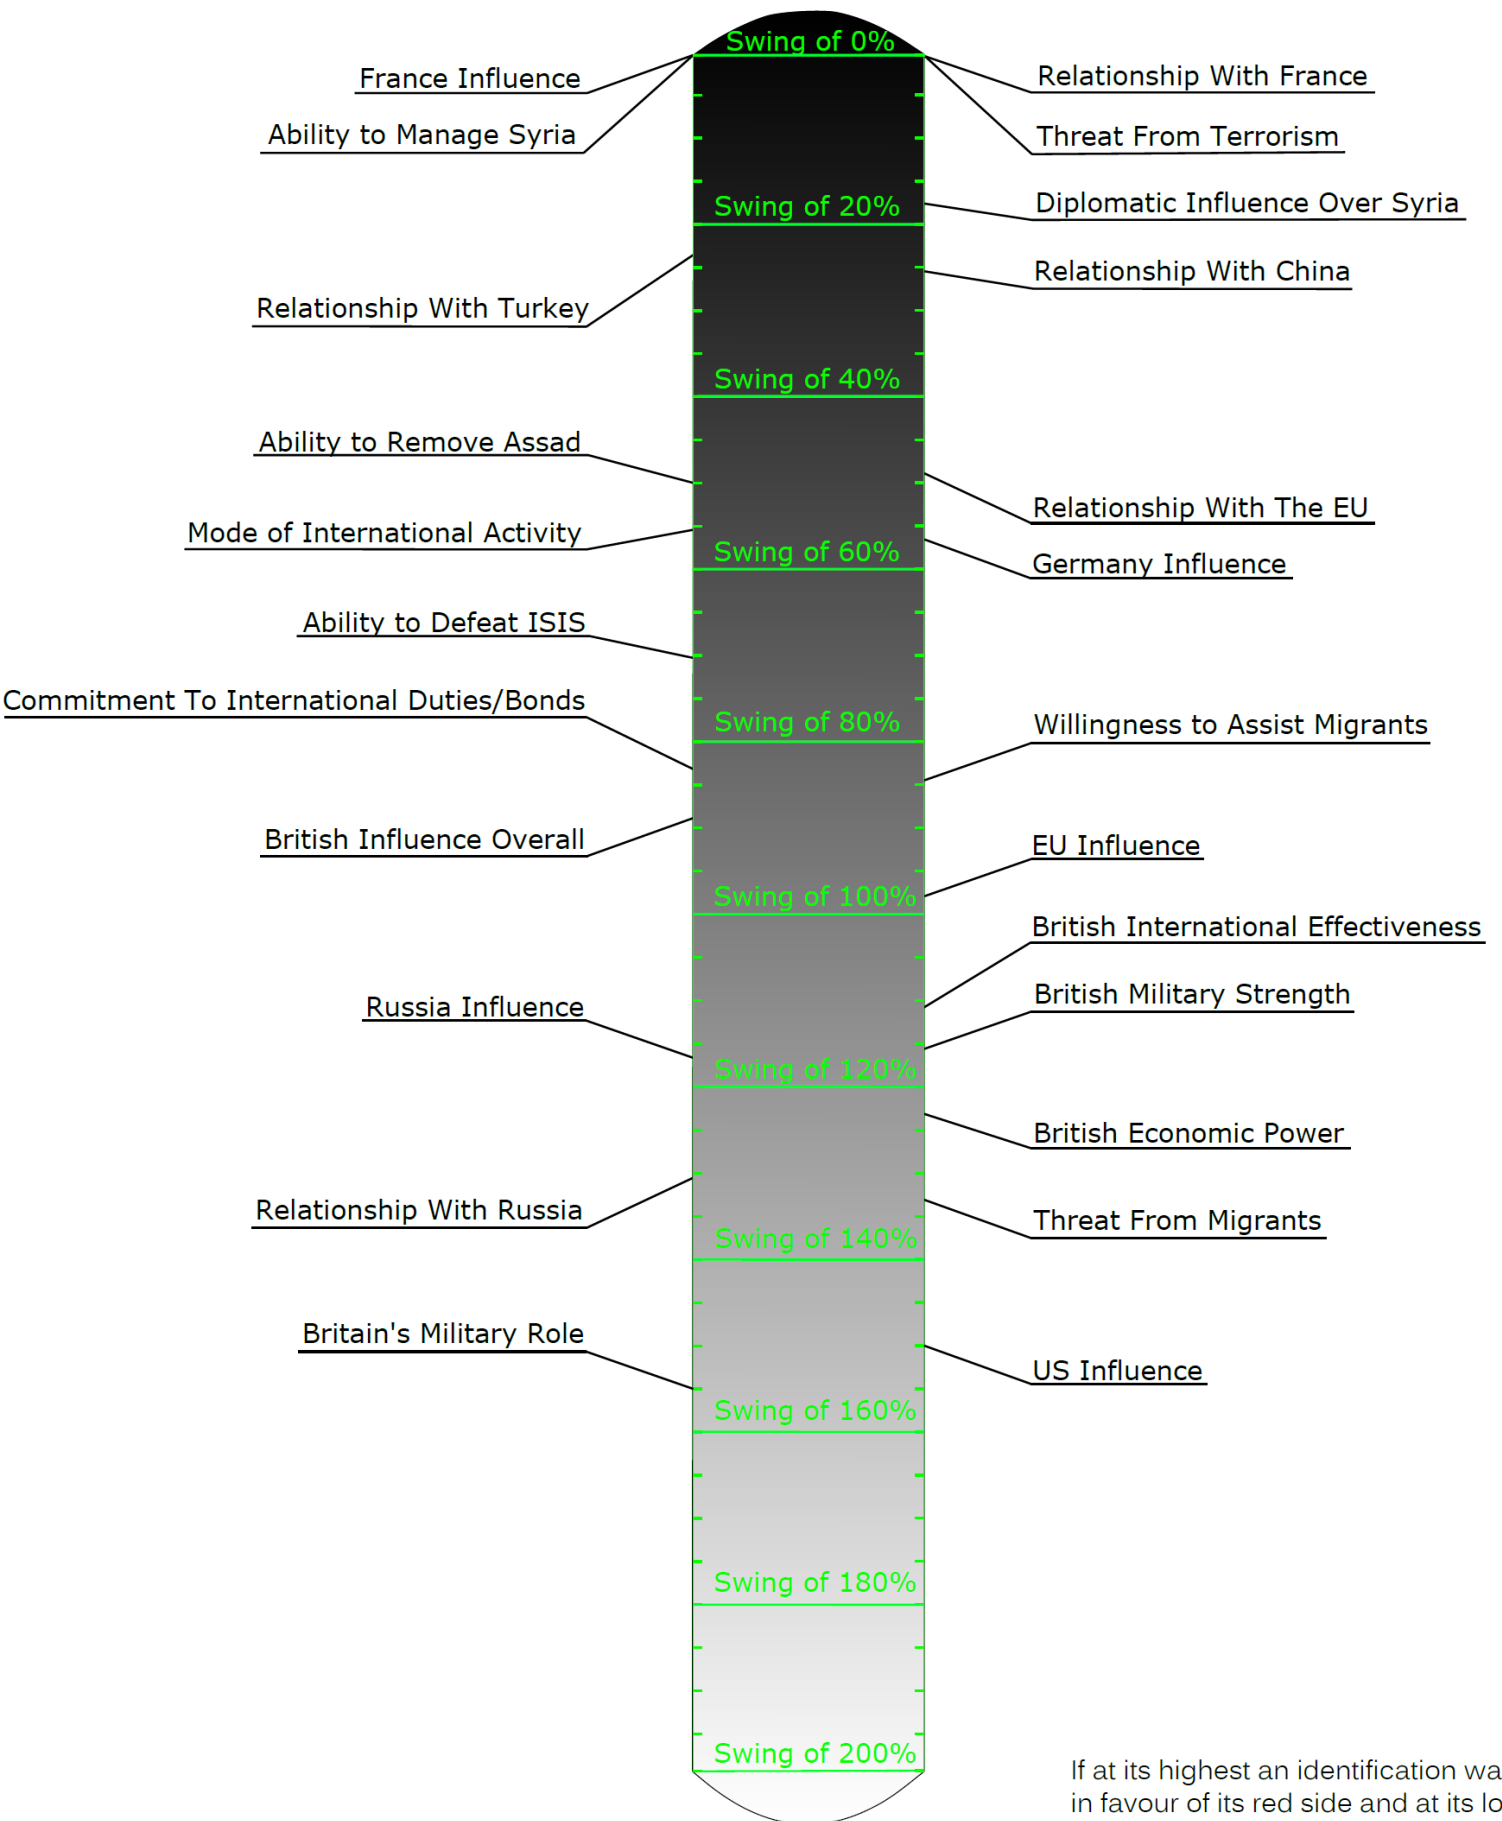 Swing of 0%
France Influence
Relationship With France
Ability to Manage Syria
Threat From Terrorism
Diplomatic Influence Over Syria
Swing of 20%
Relationship With China
Relationship With Turkey
Swing of 40%
Ability to Remove Assad
Relationship With The EU
Mode of International Activity
Swing of 60%
Germany Influence
Ability to Defeat ISIS
Commitment To International Duties/Bonds
Swing of 80%
Willingness to Assist Migrants
British Influence Overall
EU Influence
Swing of 100%
British International Effectiveness
British Military Strength
Russia Influence
Swing of 120%
British Economic Power
Relationship With Russia
Threat From Migrants
Swing of 140%
Britain's Military Role
US Influence
Swing of 160%
Swing of 180%
Swing of 200%
If at its highest an identification
in favour of its red side and at its